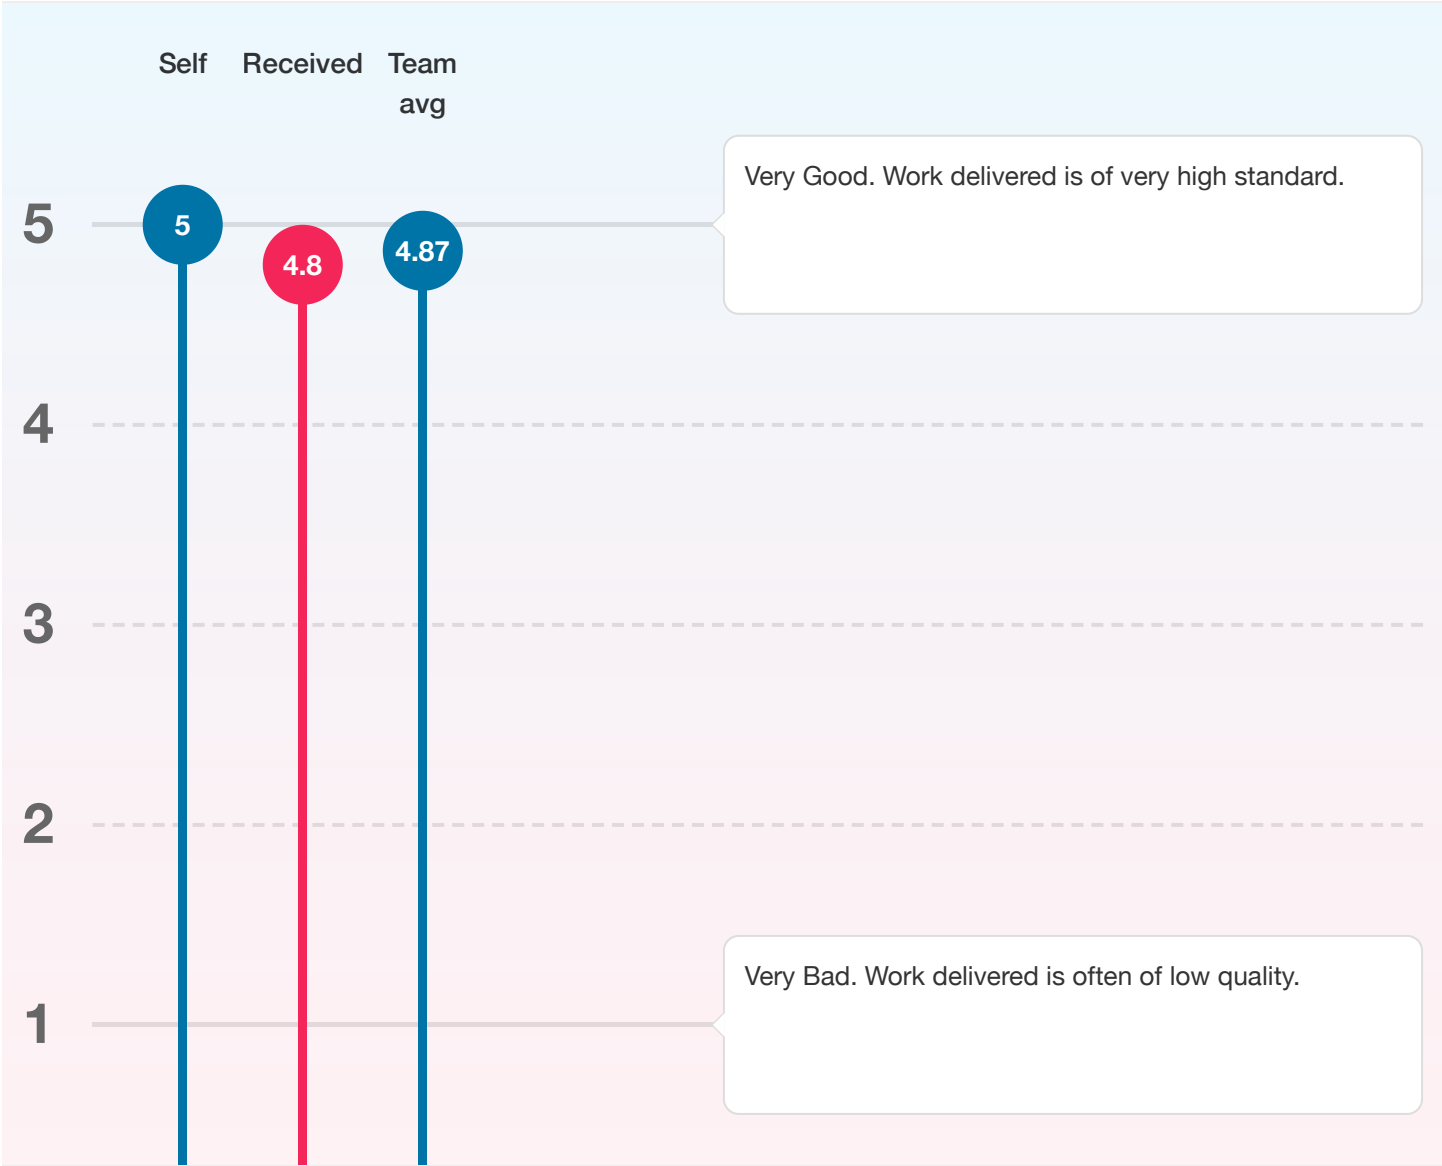 Self Received Team
avg
Very Good. Work delivered is of very high standard.
5 5 4.8 4.87
4
3
2
Very Bad. Work delivered is often of low quality.
1